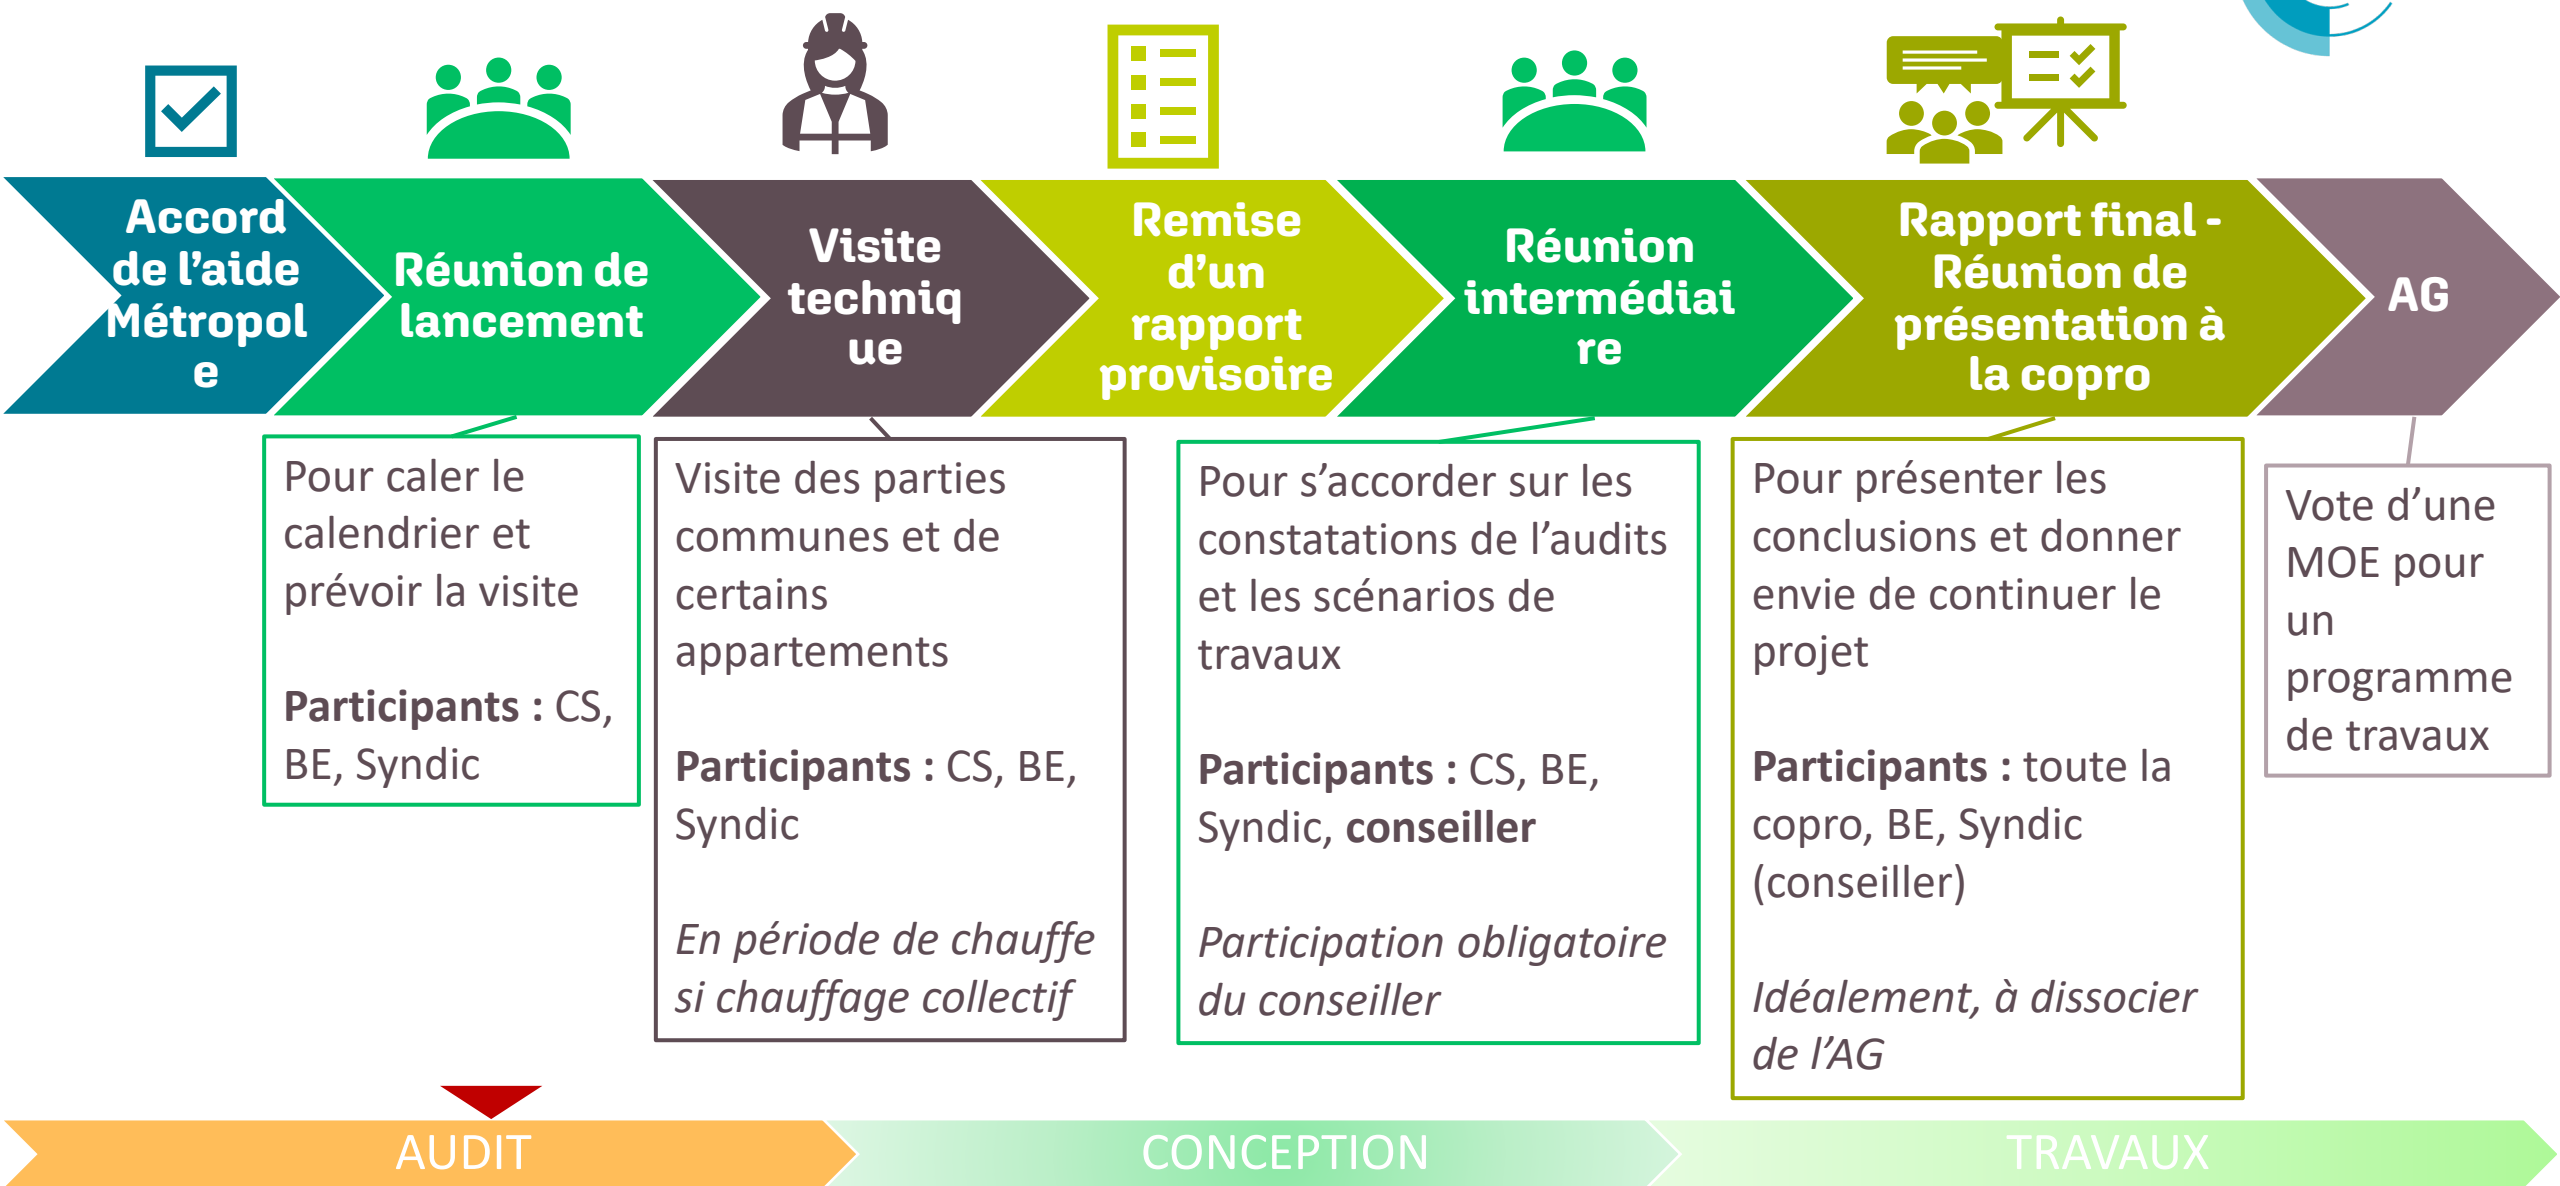 Accord
de l’aide
Métropol
e
Réunion de
lancement
Visite
techniq
ue
Remise
d’un
rapport
provisoire
Réunion
intermédiai
re
Rapport final -
Réunion de
présentation à
la copro
AG
Pour caler le
calendrier et
prévoir la visite
Participants : CS,
BE, Syndic
Visite des parties
communes et de
certains
appartements
Participants : CS, BE,
Syndic
En période de chauffe
si chauffage collectif
Pour s’accorder sur les
constatations de l’audits
et les scénarios de
travaux
Participants : CS, BE,
Syndic, conseiller
Participation obligatoire
du conseiller
Pour présenter les
conclusions et donner
envie de continuer le
projet
Participants : toute la
copro, BE, Syndic
(conseiller)
Idéalement, à dissocier
de l’AG
Vote d’une
MOE pour
un
programme
de travaux
AUDIT
CONCEPTION
TRAVAUX